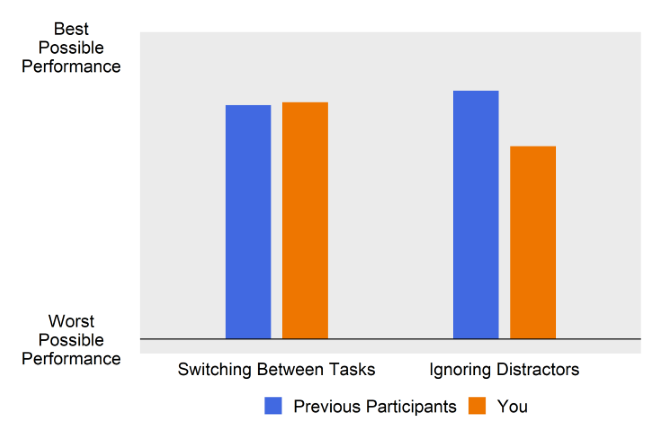 Best
Possible
Performance
Worst
Possible
Performance
Switching Between Tasks
Ignoring Distractors
Previous Participants
You